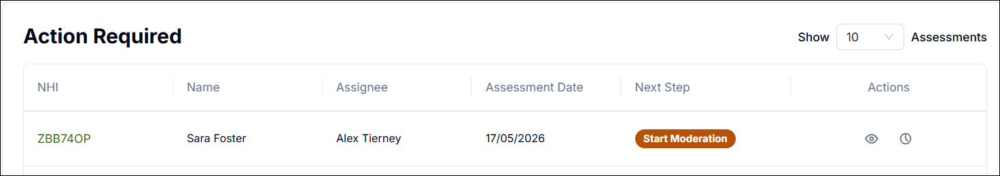 Action Required
Show 10 Assessments
NHI Name Assignee Assessment Date Next Step Actions
ZBB74OP Sara Foster Alex Tierney 17/05/2026 Start Moderation